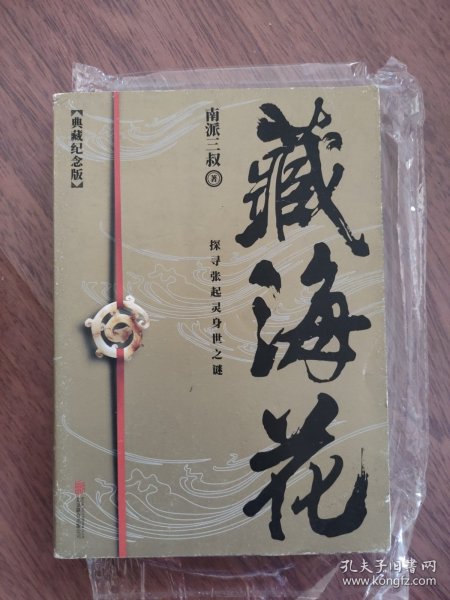 藏海花
南派三叔 著
探寻张起灵身世之谜
【典藏纪念版】
孔夫子旧书网
www.kongfz.com